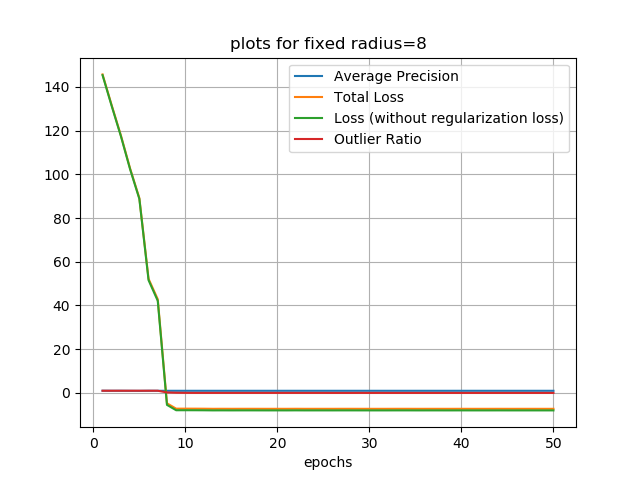 plots for fixed radius=8
Average Precision
Total Loss
Loss (without regularization loss)
Outlier Ratio
140
120
100
80
60
40
20
0
0 10 20 30 40 50
epochs